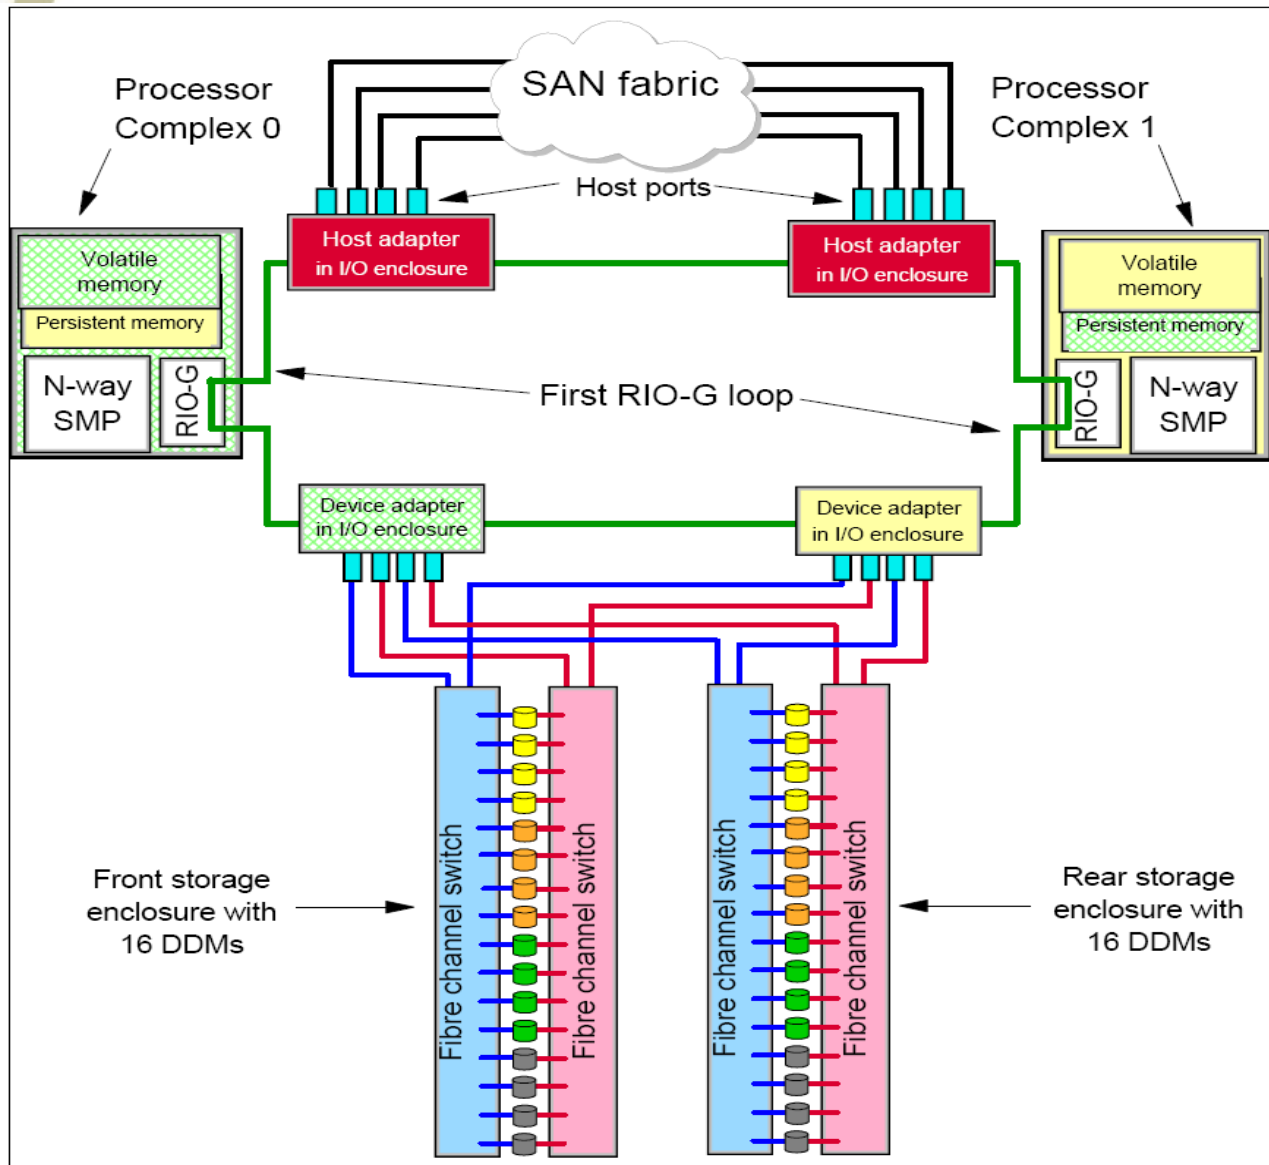 SAN fabric
Processor
Complex 0
Processor
Complex 1
Host ports
Host adapter
in I/O enclosure
Host adapter
in I/O enclosure
Volatile
memory
Persistent memory
N-way
SMP
RIO-G
Volatile
memory
Persistent memory
RIO-G
N-way
SMP
First RIO-G loop
Device adapter
in I/O enclosure
Device adapter
in I/O enclosure
Front storage
enclosure with
16 DDMs
Fibre channel switch
Fibre channel switch
Fibre channel switch
Fibre channel switch
Rear storage
enclosure with
16 DDMs